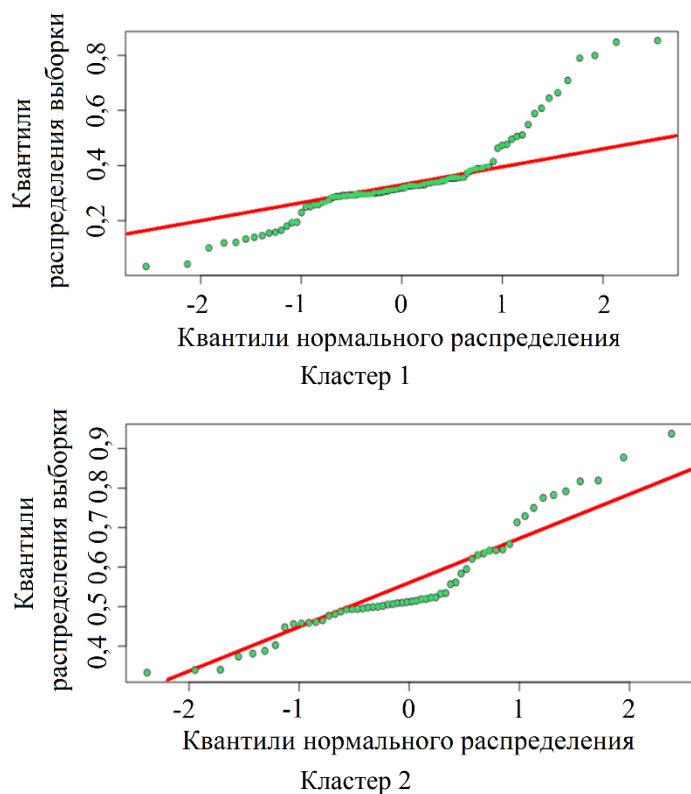 Квантили
распределения выборки
0,8
0,6
0,4
0,2
-2 -1 0 1 2
Квантили нормального распределения
Кластер 1
Квантили
распределения выборки
0,9
0,8
0,7
0,6
0,5
0,4
-2 -1 0 1 2
Квантили нормального распределения
Кластер 2